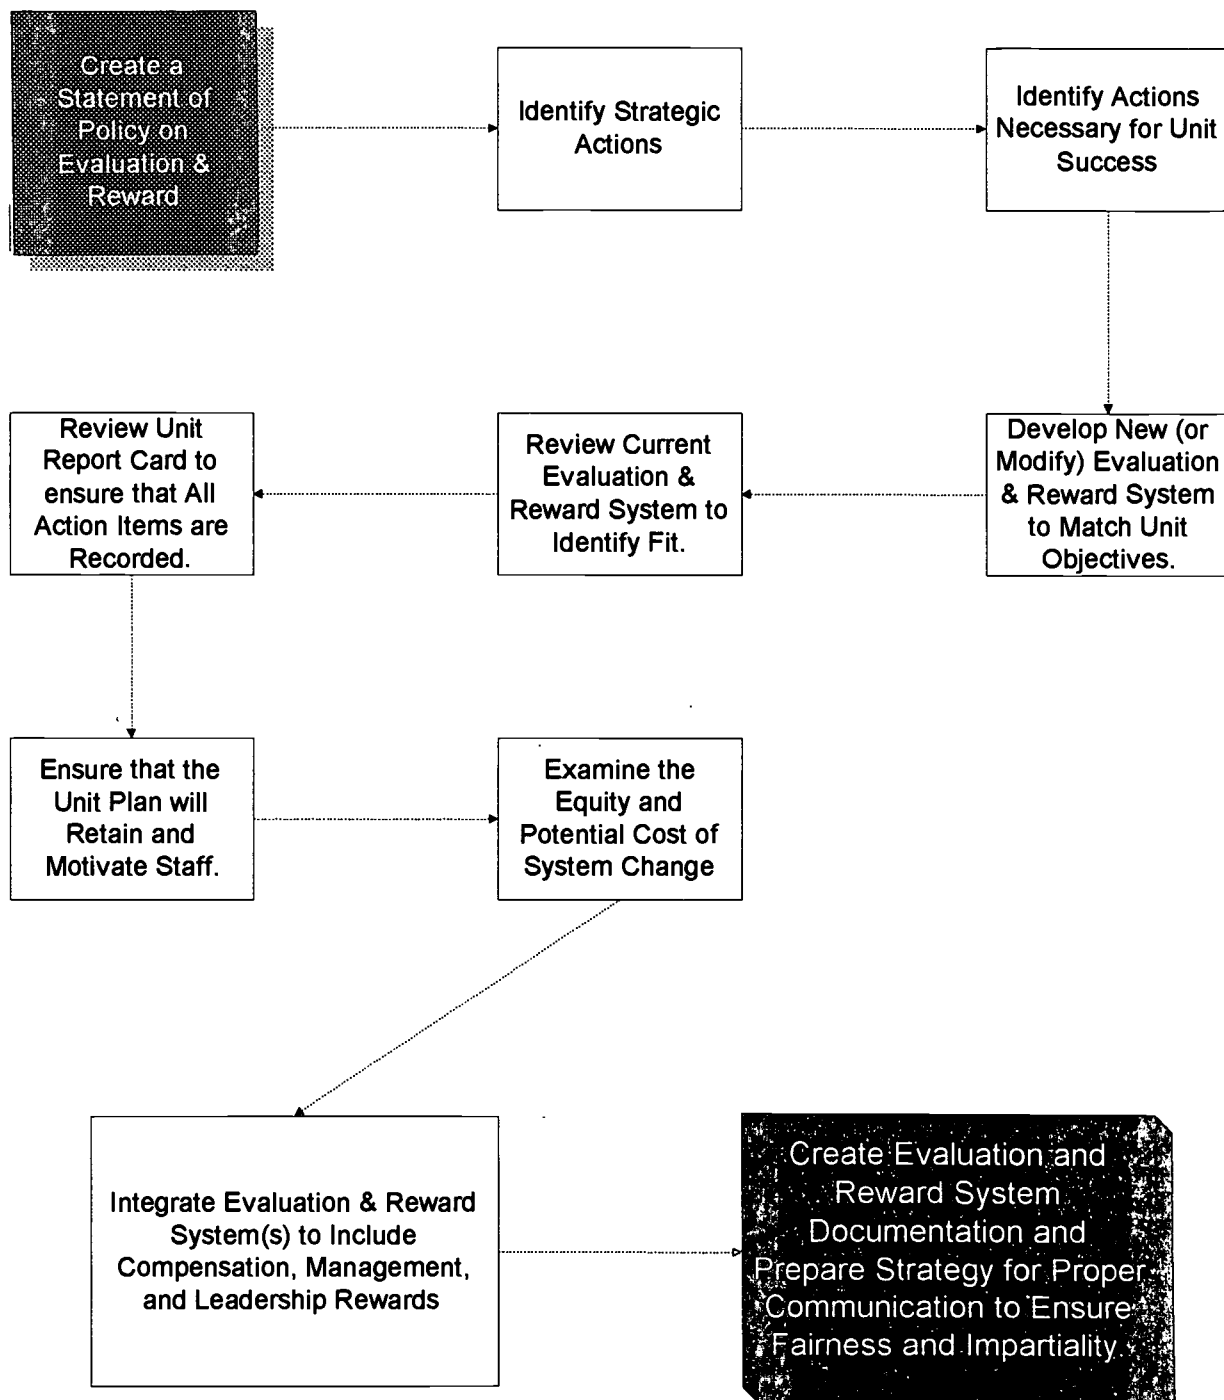 Create a
Statement of
Policy on
Evaluation &
Reward
Identify Strategic
Actions
Identify Actions
Necessary for Unit
Success
Develop New (or
Modify) Evaluation
& Reward System
to Match Unit
Objectives.
Review Current
Evaluation &
Reward System to
Identify Fit.
Review Unit
Report Card to
ensure that All
Action Items are
Recorded.
Ensure that the
Unit Plan will
Retain and
Motivate Staff.
Examine the
Equity and
Potential Cost of
System Change
Integrate Evaluation & Reward
System(s) to Include
Compensation, Management,
and Leadership Rewards
Create Evaluation and
Reward System
Documentation and
Prepare Strategy for Proper
Communication to Ensure
Fairness and Impartiality.